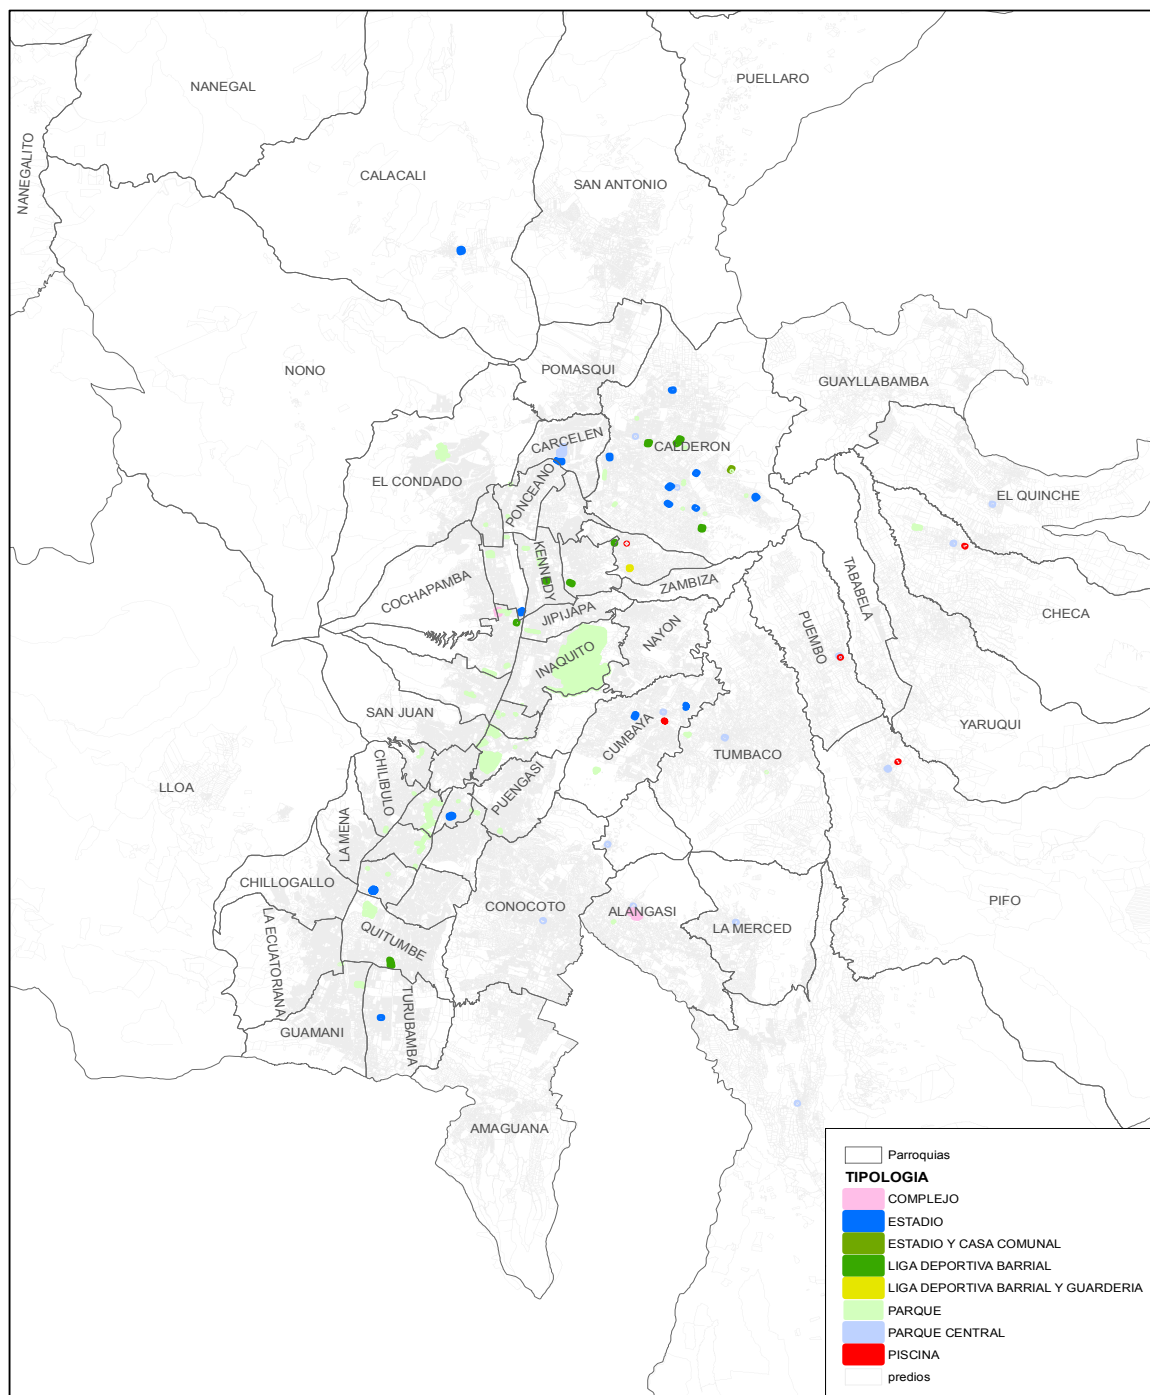 PUELLARO
NANEGAL
NANEGALITO
CALACALI
SAN ANTONIO
NONO
POMASQUI
GUAYLLABAMBA
CARCELEN
CALDERON
EL CONDADO
PONCEANO
EL QUINCHE
KENNEDY
TABABELA
COCHAPAMBA
ZAMBIZA
JIPIJAPA
CHECA
NAYON
PUEMBO
INAQUITO
SAN JUAN
CUMBAYA
YARUQUI
TUMBACO
CHILIBULO
LLOA
PUENGASI
LA MENA
CHILLOGALLO
PIFO
CONOCOTO
ALANGASI
LA MERCED
QUITUMBE
LA ECUATORIANA
TURUBAMBA
GUAMANI
AMAGUANA
Parroquias
TIPOLOGIA
COMPLEJO
ESTADIO
ESTADIO Y CASA COMUNAL
LIGA DEPORTIVA BARRIAL
LIGA DEPORTIVA BARRIAL Y GUARDERIA
PARQUE
PARQUE CENTRAL
PISCINA
predios